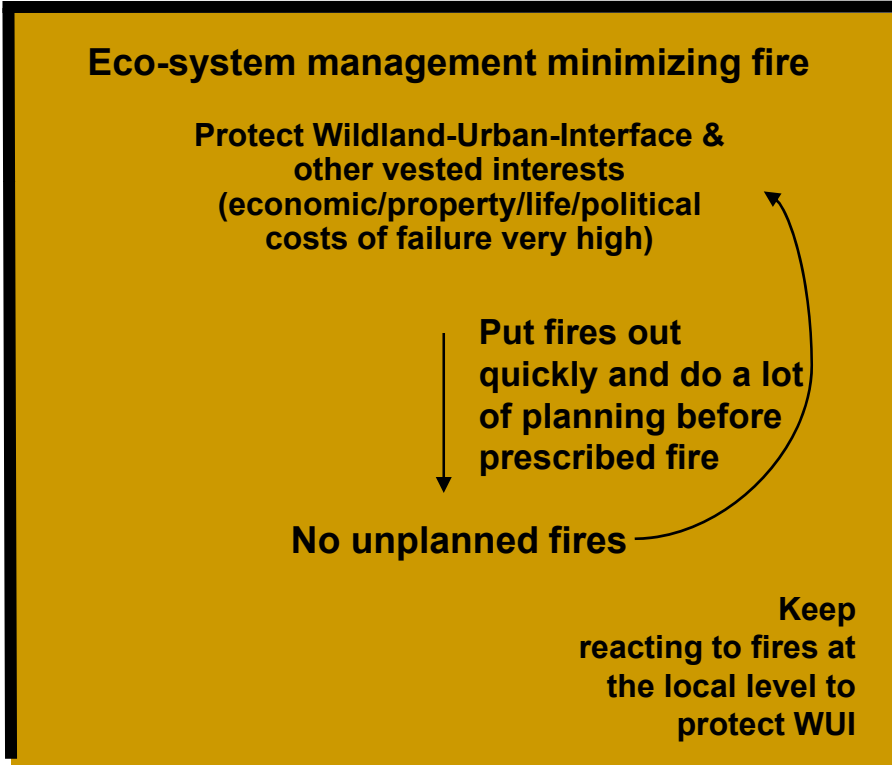 Eco-system management minimizing fire
Protect Wildland-Urban-Interface &
other vested interests
(economic/property/life/political
costs of failure very high)
Put fires out
quickly and do a lot
of planning before
prescribed fire
No unplanned fires
Keep
reacting to fires at
the local level to
protect WUI